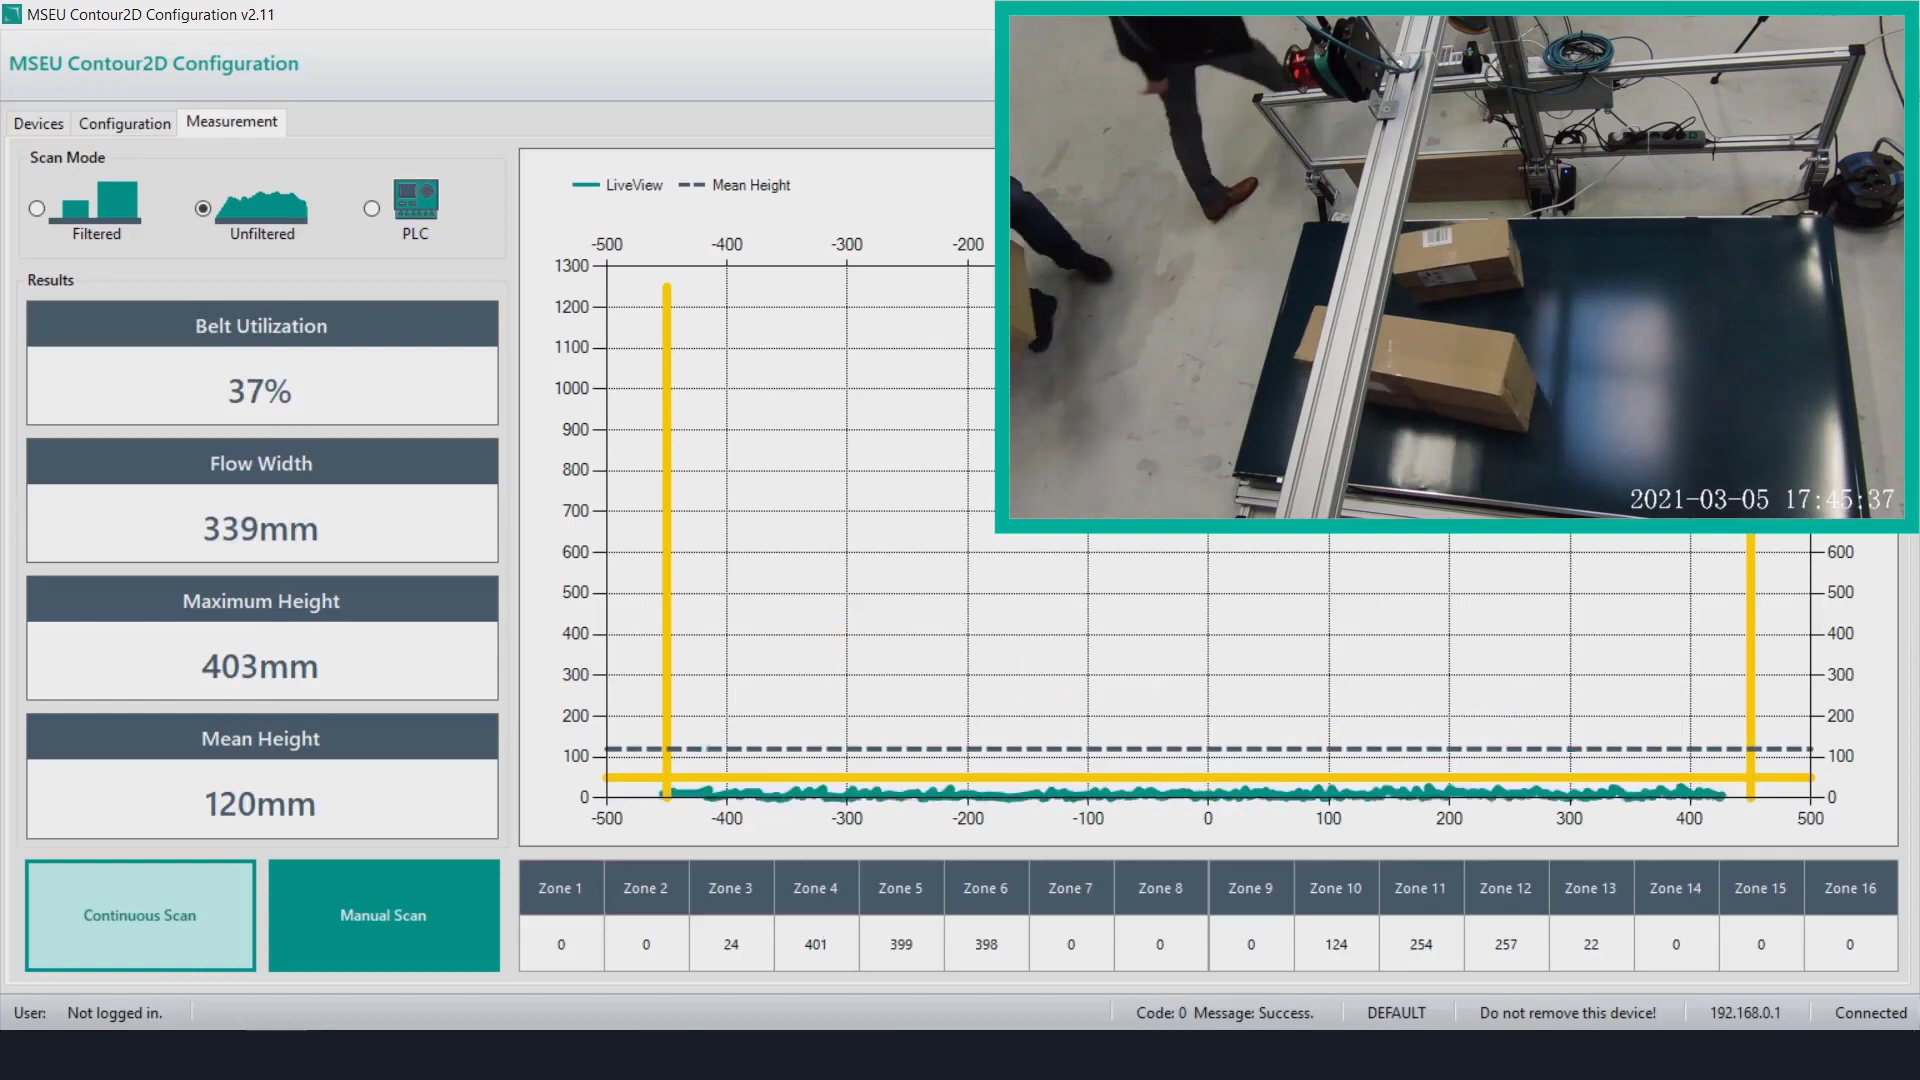 MSEU Contour2D Configuration v2.11
MSEU Contour2D Configuration
Devices Configuration Measurement
Scan Mode
Filtered Unfiltered PLC
Results
Belt Utilization
37%
Flow Width
339mm
Maximum Height
403mm
Mean Height
120mm
Continuous Scan Manual Scan
LiveView Mean Height
-500 -400 -300 -200
1300
1200
1100
1000
900
800
700
600 600
500 500
400 400
300 300
200 200
100 100
0 0
-500 -400 -300 -200 -100 0 100 200 300 400 500
2021-03-05 17:45:37
Zone 1 Zone 2 Zone 3 Zone 4 Zone 5 Zone 6 Zone 7 Zone 8 Zone 9 Zone 10 Zone 11 Zone 12 Zone 13 Zone 14 Zone 15 Zone 16
0 0 24 401 399 398 0 0 0 124 254 257 22 0 0 0
User: Not logged in. Code: 0 Message: Success. DEFAULT Do not remove this device! 192.168.0.1 Connected